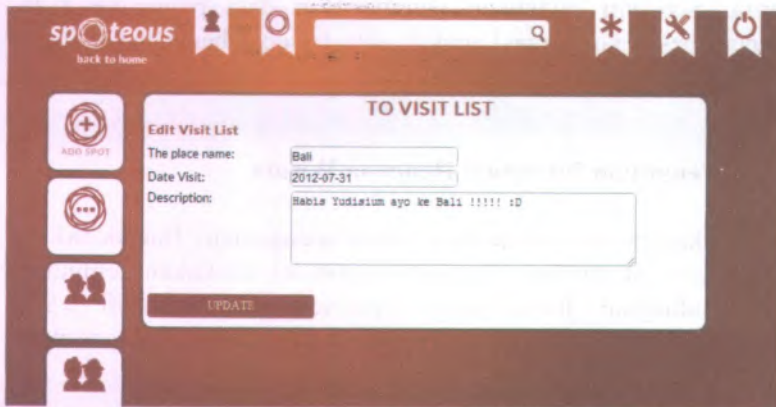 spoteous
back to home
TO VISIT LIST
ADD SPOT
Edit Visit List
The place name: Bali
Date Visit: 2012-07-31
Description: Habis Yudisium ayo ke Bali !!!!! :D
UPDATE